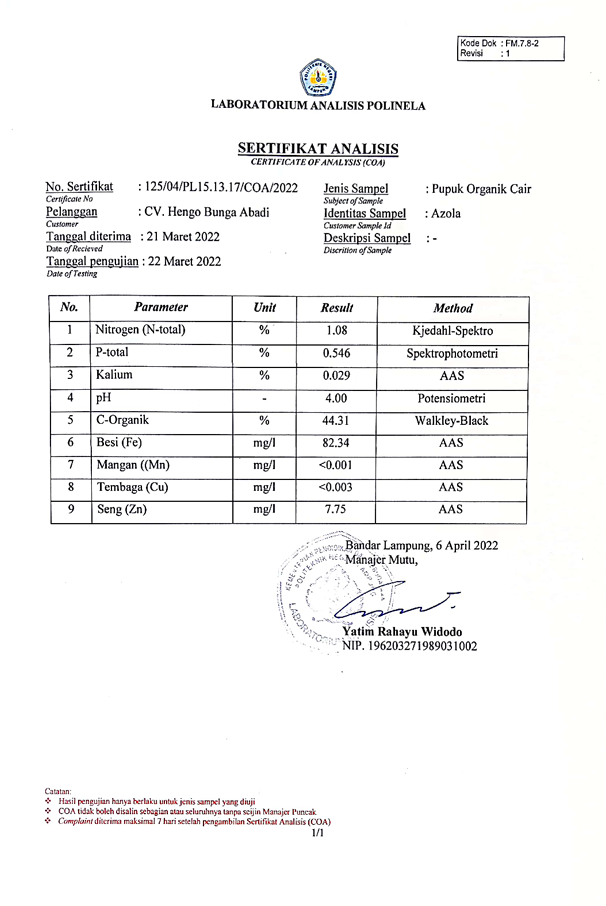 Kode Dok : FM.7.8-2
Revisi : 1
LABORATORIUM ANALISIS POLINELA
SERTIFIKAT ANALISIS
CERTIFICATE OF ANALYSIS (COA)
No. Sertifikat : 125/04/PL15.13.17/COA/2022
Certificate No
Pelanggan : CV. Hengo Bunga Abadi
Customer
Tanggal diterima : 21 Maret 2022
Date of Recieved
Tanggal pengujian : 22 Maret 2022
Date of Testing
Jenis Sampel : Pupuk Organik Cair
Subject of Sample
Identitas Sampel : Azola
Customer Sample Id
Deskripsi Sampel : -
Discrition of Sample
No. Parameter Unit Result Method
1 Nitrogen (N-total) % 1.08 Kjedahl-Spektro
2 P-total % 0.546 Spektrophotometri
3 Kalium % 0.029 AAS
4 pH - 4.00 Potensiometri
5 C-Organik % 44.31 Walkley-Black
6 Besi (Fe) mg/l 82.34 AAS
7 Mangan ((Mn) mg/l <0.001 AAS
8 Tembaga (Cu) mg/l <0.003 AAS
9 Seng (Zn) mg/l 7.75 AAS
Bandar Lampung, 6 April 2022
Manajer Mutu,
Yatim Rahayu Widodo
NIP. 196203271989031002
Catatan:
❖ Hasil pengujian hanya berlaku untuk jenis sampel yang diuji
❖ COA tidak boleh disalin sebagian atau seluruhnya tanpa seijin Manajer Puncak
❖ Complaint diterima maksimal 7 hari setelah pengambilan Sertifikat Analisis (COA)
1/1